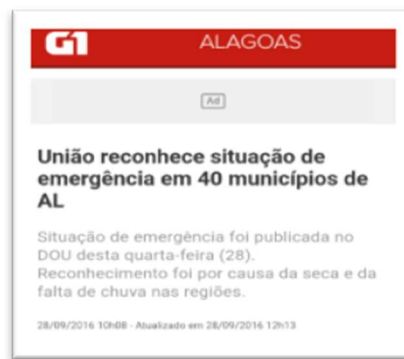 G1 ALAGOAS
Ad
União reconhece situação de
emergência em 40 municípios de
AL
Situação de emergência foi publicada no
DOU desta quarta-feira (28).
Reconhecimento foi por causa da seca e da
falta de chuva nas regiões.
28/09/2016 10h08 - Atualizado em 28/09/2016 12h13